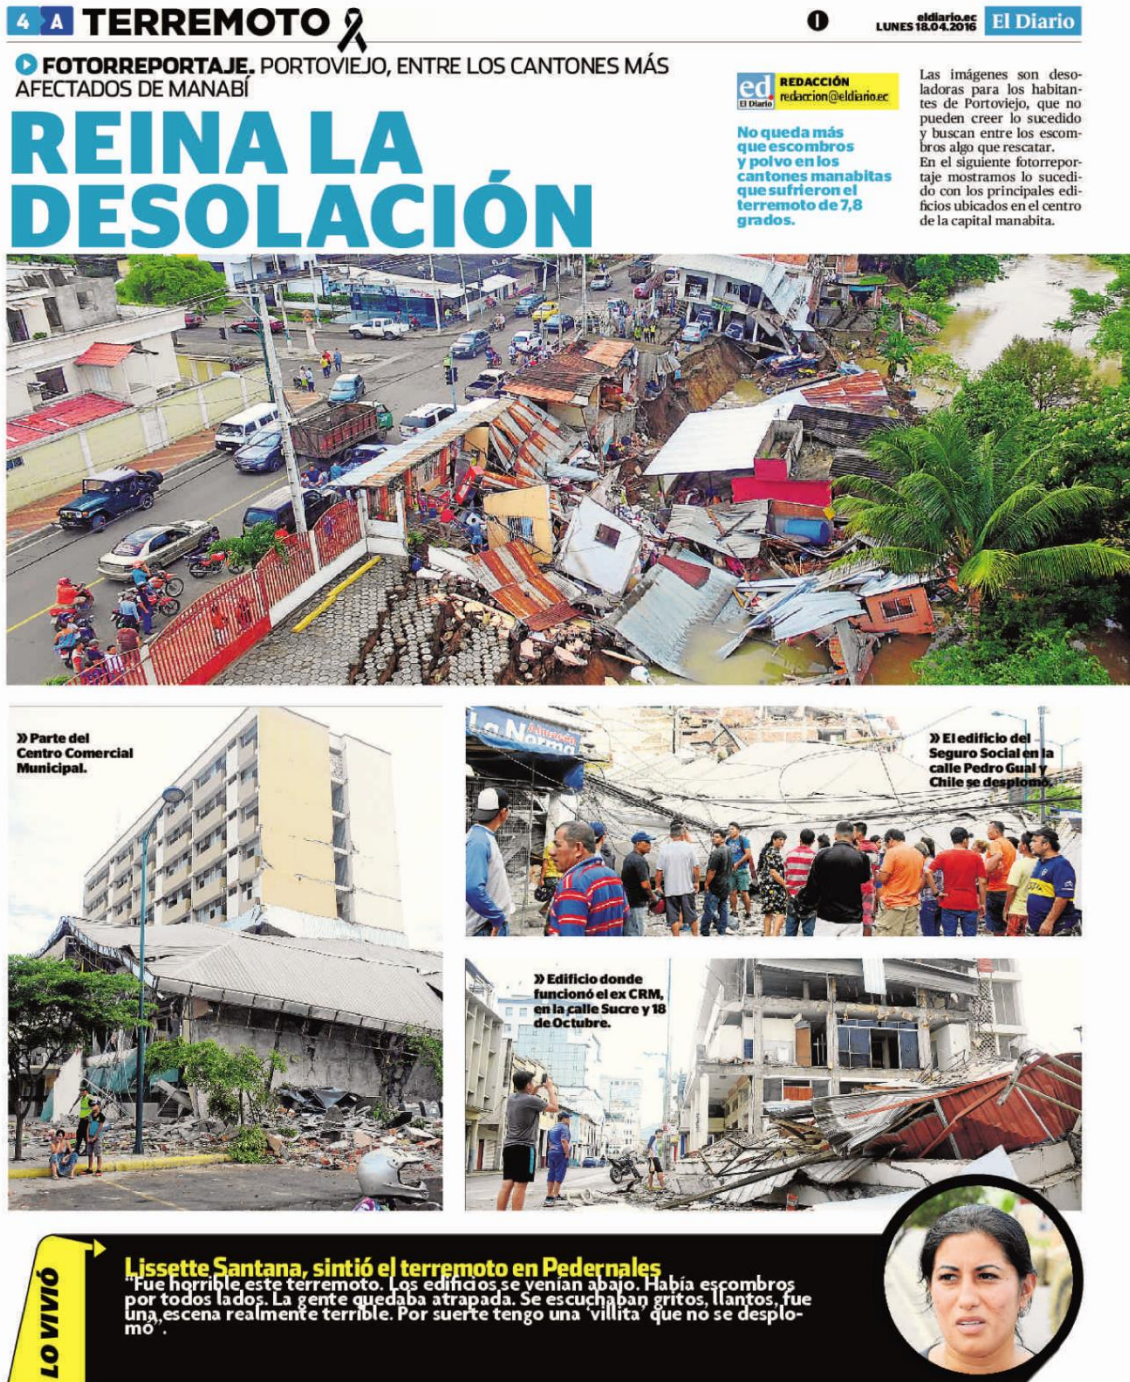 4 A TERREMOTO
I
eldiario.ec
LUNES 18.04.2016
El Diario
FOTORREPORTAJE. PORTOVIEJO, ENTRE LOS CANTONES MÁS
AFECTADOS DE MANABÍ
REINA LA
DESOLACIÓN
ed
El Diario
REDACCIÓN
redaccion@eldiario.ec
No queda más
que escombros
y polvo en los
cantones manabitas
que sufrieron el
terremoto de 7,8
grados.
Las imágenes son deso-
ladoras para los habitan-
tes de Portoviejo, que no
pueden creer lo sucedido
y buscan entre los escom-
bros algo que rescatar.
En el siguiente fotorrepor-
taje mostramos lo sucedi-
do con los principales edi-
ficios ubicados en el centro
de la capital manabita.
» Parte del
Centro Comercial
Municipal.
Almacen
La Norma
» El edificio del
Seguro Social en la
calle Pedro Gual y
Chile se desplomó.
» Edificio donde
funcionó el ex CRM,
en la calle Sucre y 18
de Octubre.
LO VIVIÓ
Lissette Santana, sintió el terremoto en Pedernales
"Fue horrible este terremoto. Los edificios se venían abajo. Había escombros
por todos lados. La gente quedaba atrapada. Se escuchaban gritos, llantos, fue
una escena realmente terrible. Por suerte tengo una 'villita' que no se desplo-
mó".